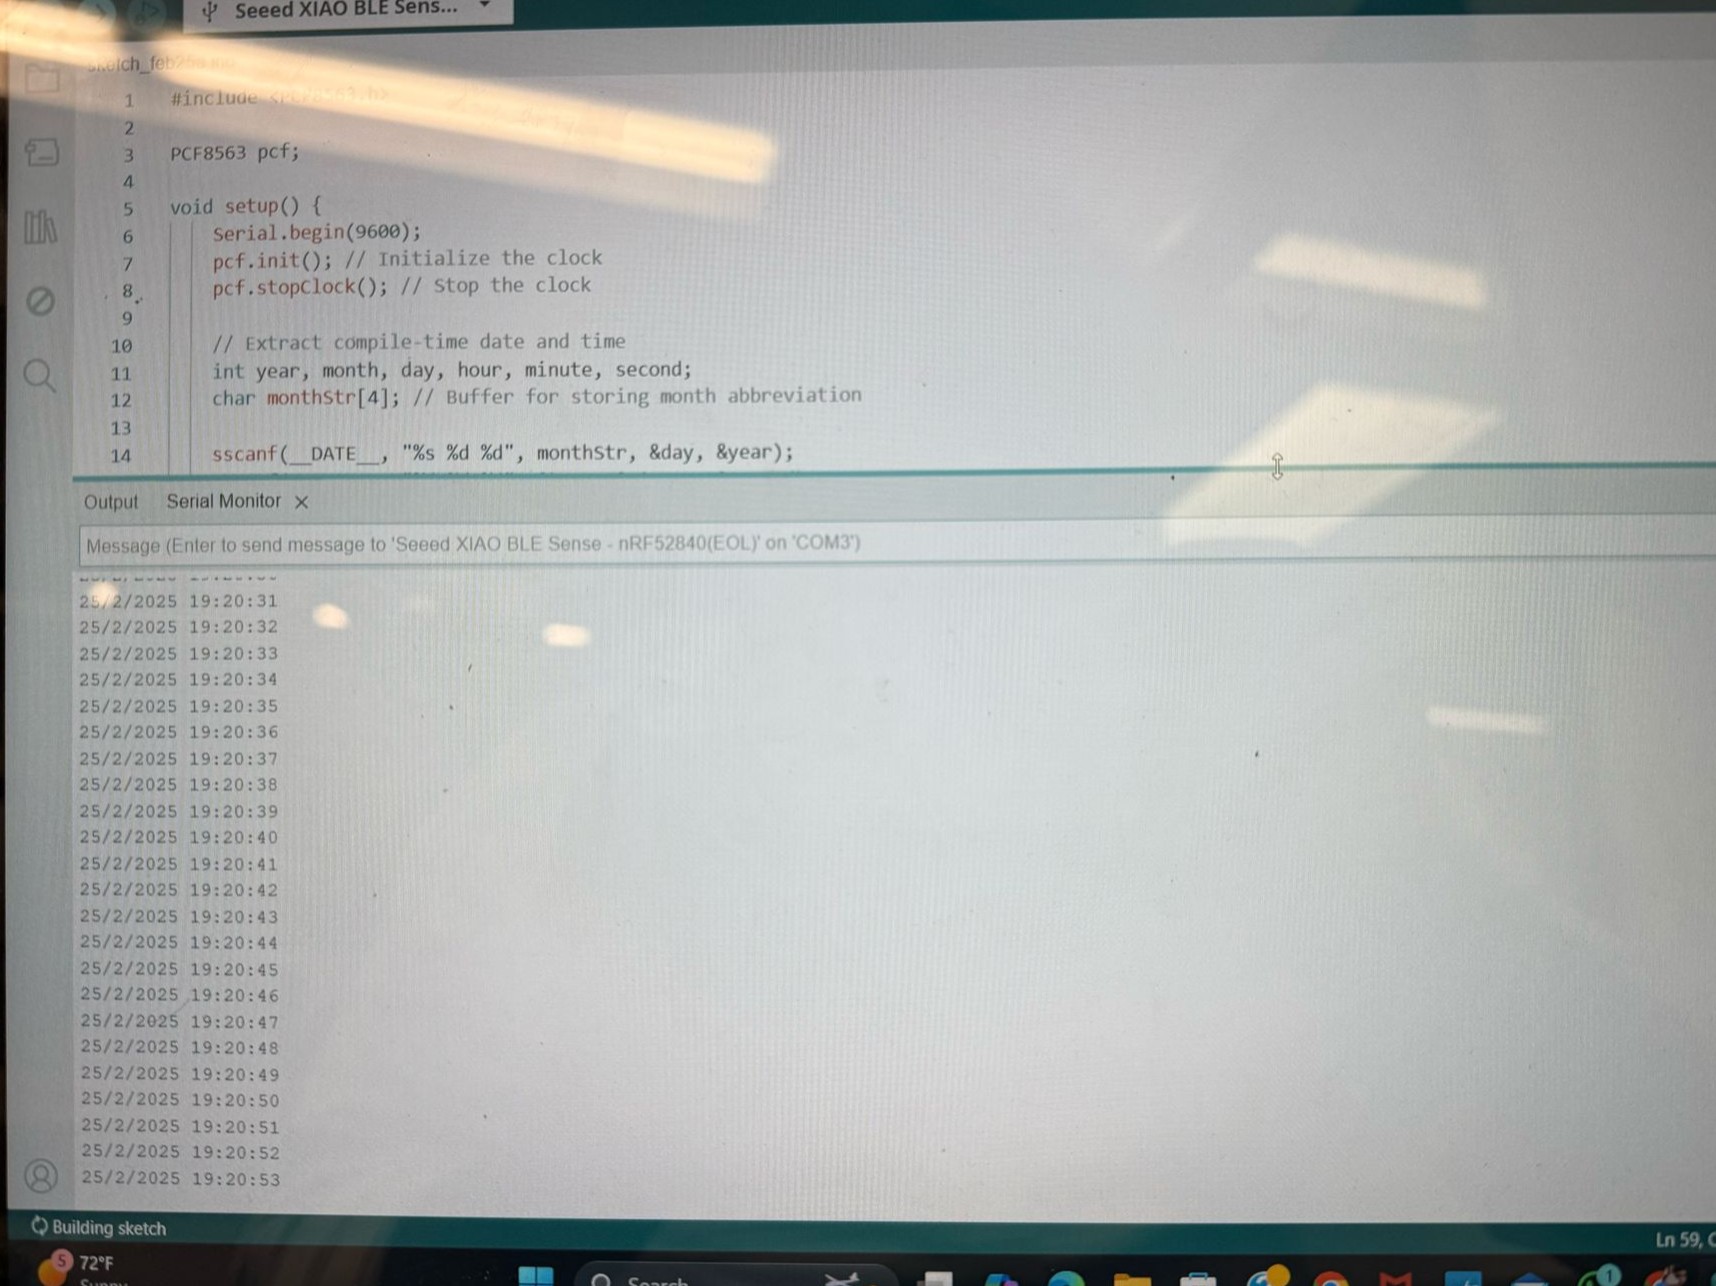 Seeed XIAO BLE Sens...
1 #include
2
3 PCF8563 pcf;
4
5 void setup() {
6 Serial.begin(9600);
7 pcf.init(); // Initialize the clock
8 pcf.stopClock(); // Stop the clock
9
10 // Extract compile-time date and time
11 int year, month, day, hour, minute, second;
12 char monthStr[4]; // Buffer for storing month abbreviation
13
14 sscanf(__DATE__, "%s %d %d", monthStr, &day, &year);
Output Serial Monitor
Message (Enter to send message to 'Seeed XIAO BLE Sense - nRF52840(EOL)' on 'COM3')
25/2/2025 19:20:31
25/2/2025 19:20:32
25/2/2025 19:20:33
25/2/2025 19:20:34
25/2/2025 19:20:35
25/2/2025 19:20:36
25/2/2025 19:20:37
25/2/2025 19:20:38
25/2/2025 19:20:39
25/2/2025 19:20:40
25/2/2025 19:20:41
25/2/2025 19:20:42
25/2/2025 19:20:43
25/2/2025 19:20:44
25/2/2025 19:20:45
25/2/2025 19:20:46
25/2/2025 19:20:47
25/2/2025 19:20:48
25/2/2025 19:20:49
25/2/2025 19:20:50
25/2/2025 19:20:51
25/2/2025 19:20:52
25/2/2025 19:20:53
Building sketch
Ln 59,
5 72°F
Sunny
Search
1